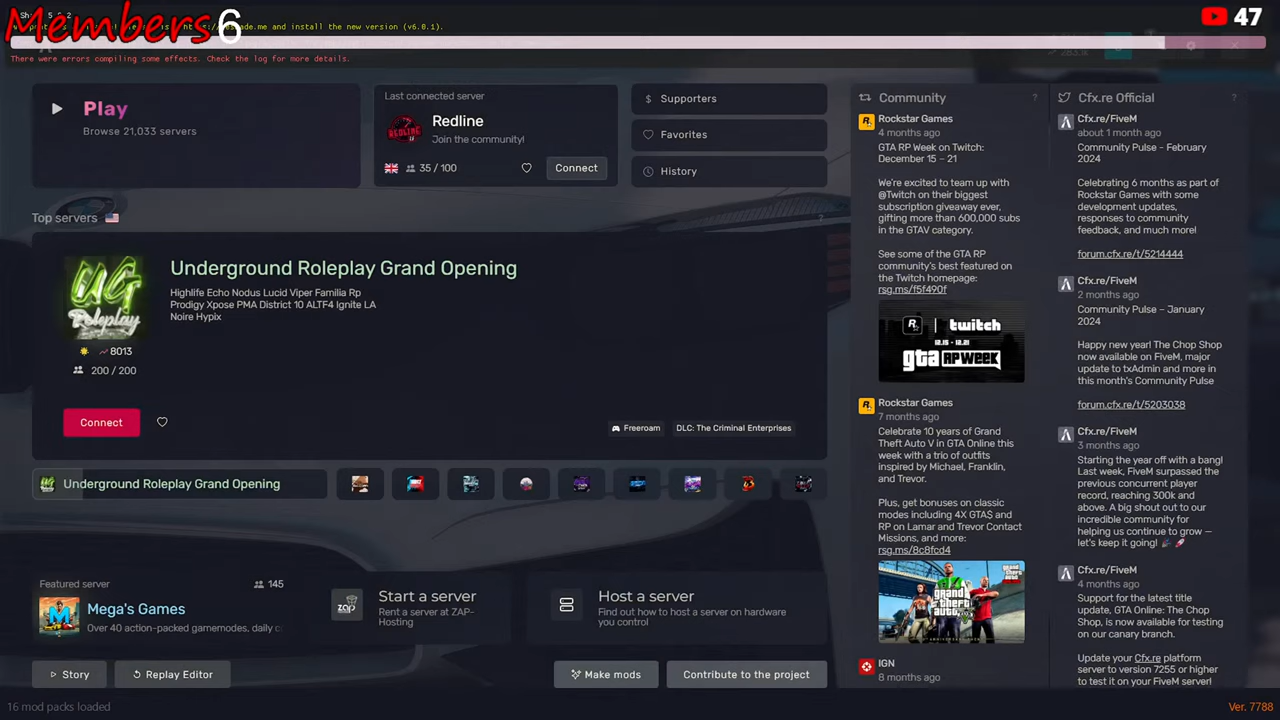 Members 6
47
and install the new version (v6.0.1).
There were errors compiling some effects. Check the log for more details.
Play
Browse 21,033 servers
Last connected server
Redline
Join the community!
35 / 100
Connect
$ Supporters
Favorites
History
Top servers
?
UG
Roleplay
8013
200 / 200
Underground Roleplay Grand Opening
Highlife Echo Nodus Lucid Viper Familia Rp
Prodigy Xpose PMA District 10 ALTF4 Ignite LA
Noire Hypix
Connect
Freeroam
DLC: The Criminal Enterprises
Underground Roleplay Grand Opening
Featured server
145
Mega's Games
Over 40 action-packed gamemodes, daily c
ZAP
Start a server
Rent a server at ZAP-
Hosting
Host a server
Find out how to host a server on hardware
you control
Story
Replay Editor
Make mods
Contribute to the project
16 mod packs loaded
Community
?
Rockstar Games
4 months ago
GTA RP Week on Twitch:
December 15 – 21
We're excited to team up with
@Twitch on their biggest
subscription giveaway ever,
gifting more than 600,000 subs
in the GTAV category.
See some of the GTA RP
community's best featured on
the Twitch homepage:
rsg.ms/f5f490f
R twitch
12.15 - 12.21
gta RP WEEK
Rockstar Games
7 months ago
Celebrate 10 years of Grand
Theft Auto V in GTA Online this
week with a trio of outfits
inspired by Michael, Franklin,
and Trevor.
Plus, get bonuses on classic
modes including 4X GTA$ and
RP on Lamar and Trevor Contact
Missions, and more:
rsg.ms/8c8fcd4
grand theft auto
IGN
8 months ago
Cfx.re Official
?
Cfx.re/FiveM
about 1 month ago
Community Pulse - February
2024
Celebrating 6 months as part of
Rockstar Games with some
development updates,
responses to community
feedback, and much more!
forum.cfx.re/t/5214444
Cfx.re/FiveM
2 months ago
Community Pulse – January
2024
Happy new year! The Chop Shop
now available on FiveM, major
update to txAdmin and more in
this month's Community Pulse
forum.cfx.re/t/5203038
Cfx.re/FiveM
3 months ago
Starting the year off with a bang!
Last week, FiveM surpassed the
previous concurrent player
record, reaching 300k and
above. A big shout out to our
incredible community for
helping us continue to grow —
let's keep it going! 🎉 🚀
Cfx.re/FiveM
4 months ago
Support for the latest title
update, GTA Online: The Chop
Shop, is now available for testing
on our canary branch.
Update your Cfx.re platform
server to version 7255 or higher
to test it on your FiveM server!
Ver. 7788